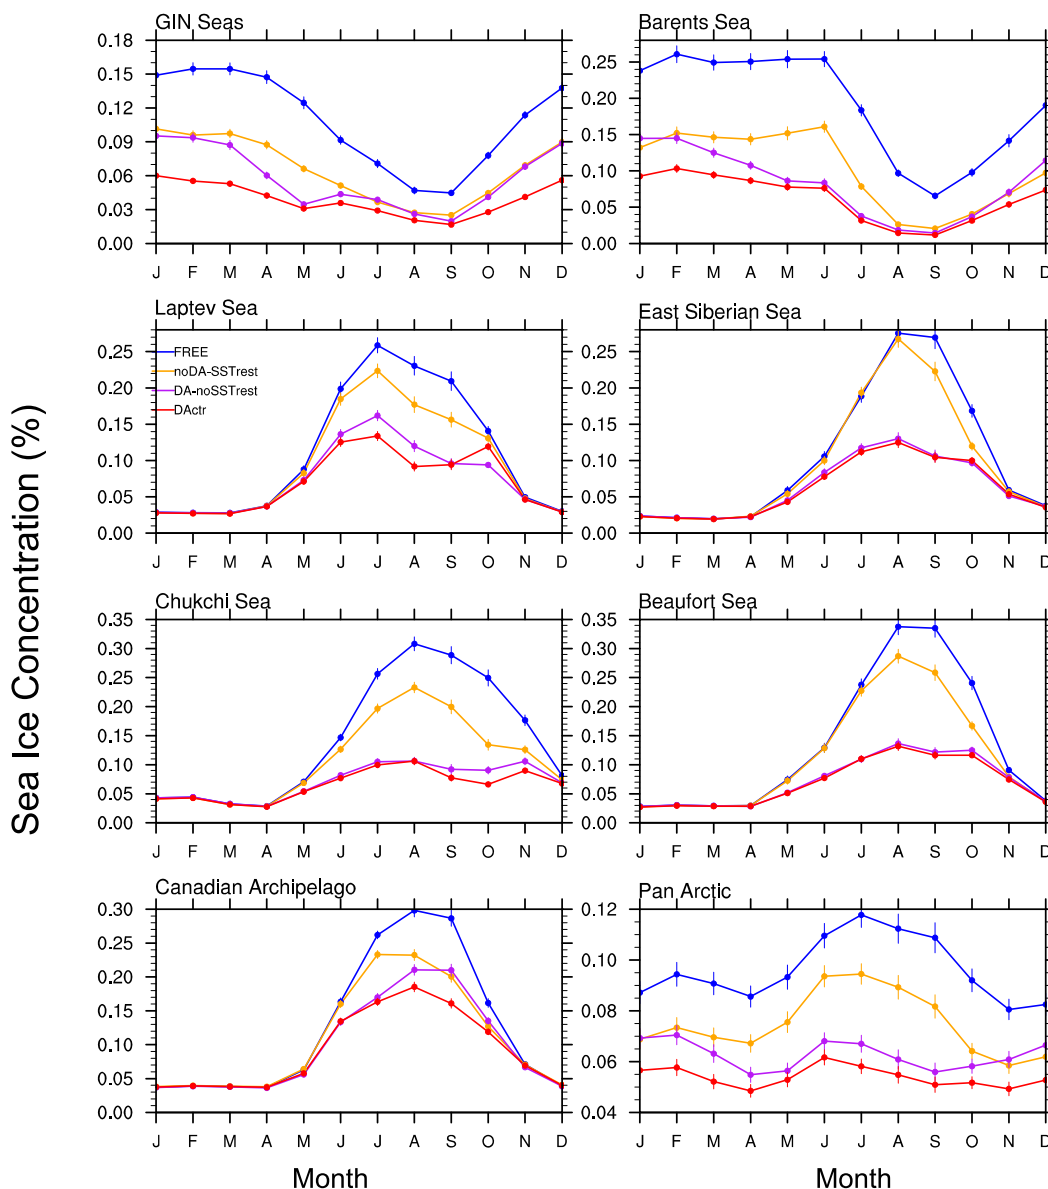 GIN Seas
0.18
0.15
0.12
0.09
0.06
0.03
0.00
J F M A M J J A S O N D
Barents Sea
0.25
0.20
0.15
0.10
0.05
0.00
J F M A M J J A S O N D
Laptev Sea
0.25
0.20
0.15
0.10
0.05
0.00
FREE
noDA-SSTrest
DA-noSSTrest
DActr
J F M A M J J A S O N D
East Siberian Sea
0.25
0.20
0.15
0.10
0.05
0.00
J F M A M J J A S O N D
Sea Ice Concentration (%)
Chukchi Sea
0.35
0.30
0.25
0.20
0.15
0.10
0.05
0.00
J F M A M J J A S O N D
Beaufort Sea
0.35
0.30
0.25
0.20
0.15
0.10
0.05
0.00
J F M A M J J A S O N D
Canadian Archipelago
0.30
0.25
0.20
0.15
0.10
0.05
0.00
J F M A M J J A S O N D
Month
Pan Arctic
0.12
0.10
0.08
0.06
0.04
J F M A M J J A S O N D
Month